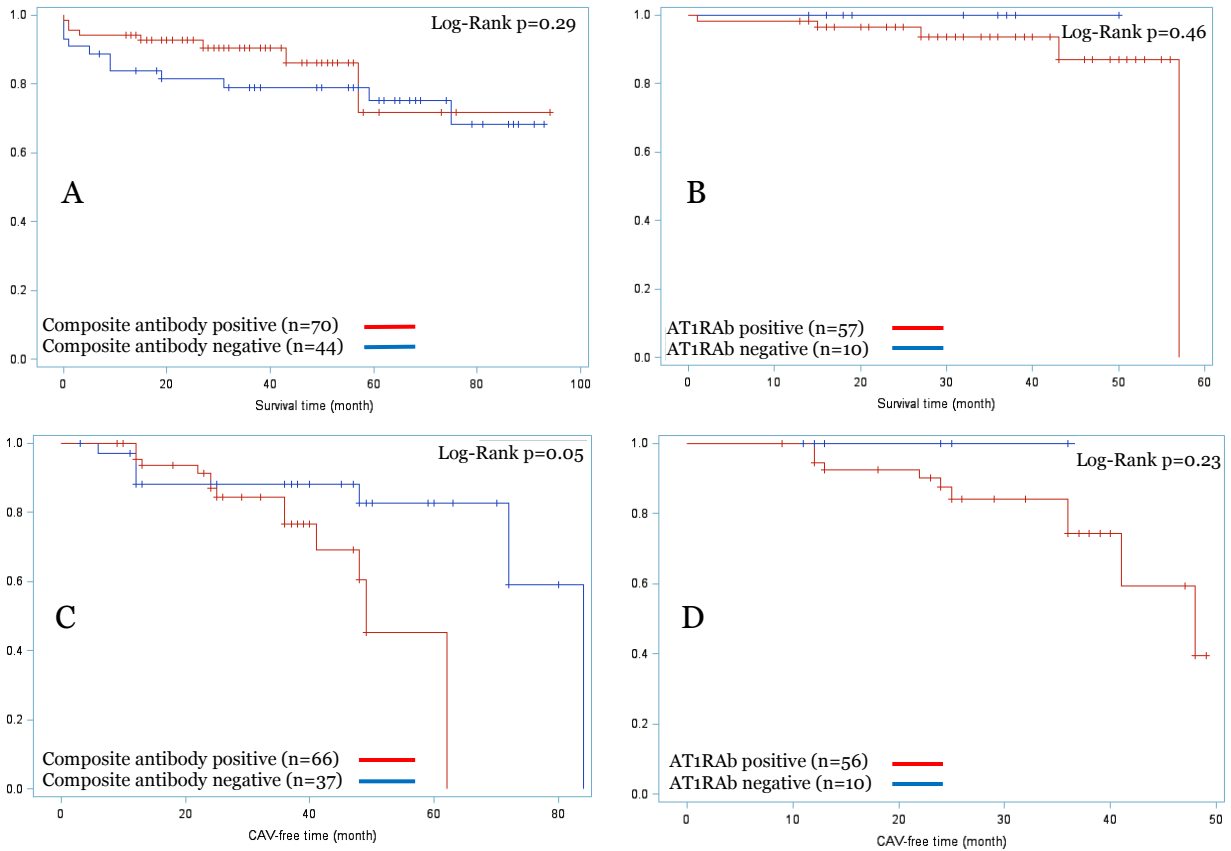 1.0
0.8
0.6
0.4
0.2
0.0
Log-Rank p=0.29
A
Composite antibody positive (n=70)
Composite antibody negative (n=44)
0 20 40 60 80 100
Survival time (month)
1.0
0.8
0.6
0.4
0.2
0.0
Log-Rank p=0.46
B
AT1RAb positive (n=57)
AT1RAb negative (n=10)
0 10 20 30 40 50 60
Survival time (month)
1.0
0.8
0.6
0.4
0.2
0.0
Log-Rank p=0.05
C
Composite antibody positive (n=66)
Composite antibody negative (n=37)
0 20 40 60 80
CAV-free time (month)
1.0
0.8
0.6
0.4
0.2
0.0
Log-Rank p=0.23
D
AT1RAb positive (n=56)
AT1RAb negative (n=10)
0 10 20 30 40 50
CAV-free time (month)